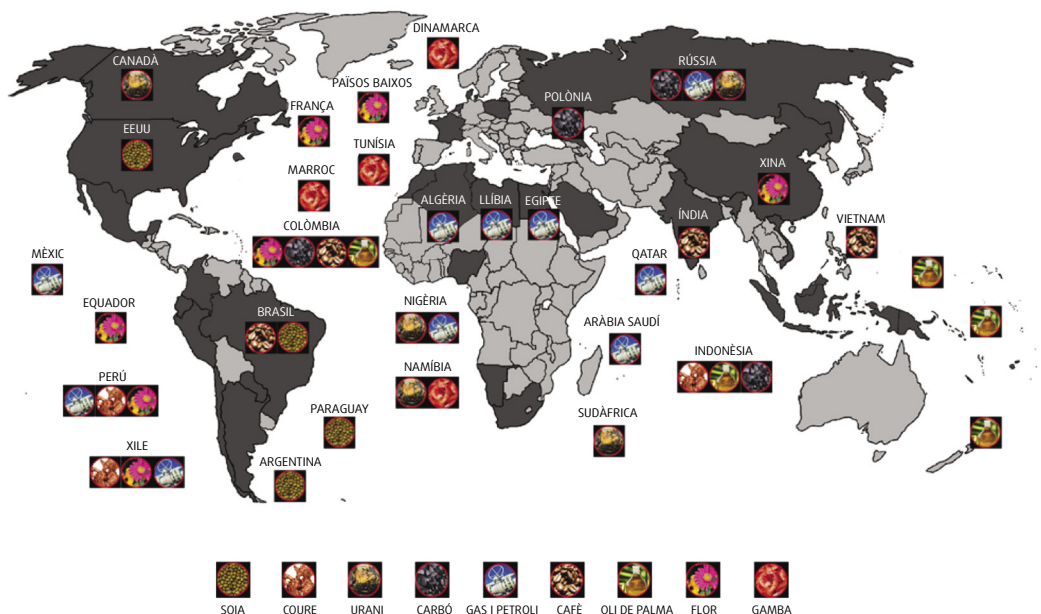 DINAMARCA
CANADÀ
RÚSSIA
PAÏSOS BAIXOS
POLÒNIA
FRANÇA
EEUU
TUNÍSIA
XINA
MARROC
ALGÈRIA
LLÍBIA
EGIPTE
ÍNDIA
VIETNAM
COLÒMBIA
MÈXIC
QATAR
EQUADOR
BRASIL
NIGÈRIA
ARÀBIA SAUDÍ
INDONÈSIA
PERÚ
NAMÍBIA
PARAGUAY
SUDÀFRICA
XILE
ARGENTINA
SOIA
COURE
URANI
CARBÓ
GAS I PETROLI
CAFÈ
OLI DE PALMA
FLOR
GAMBA